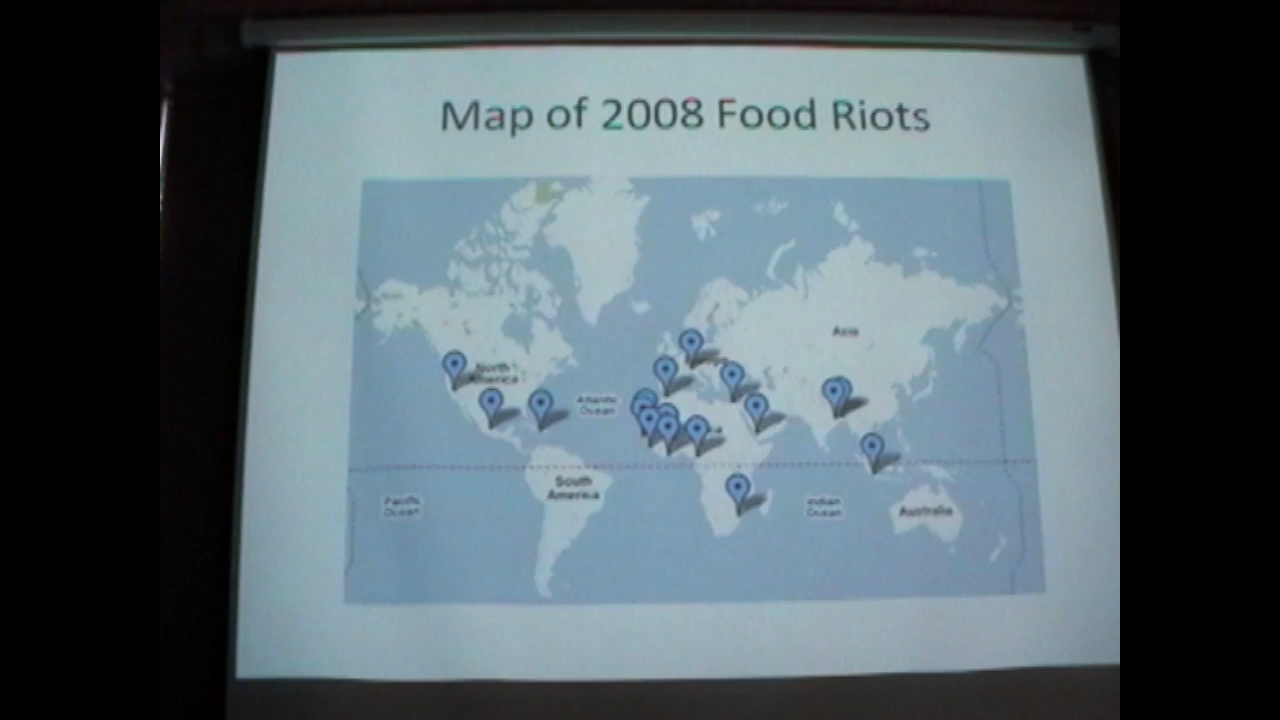 Map of 2008 Food Riots
Asia
North
America
Atlantic
Ocean
South
America
Pacific
Ocean
Indian
Ocean
Australia